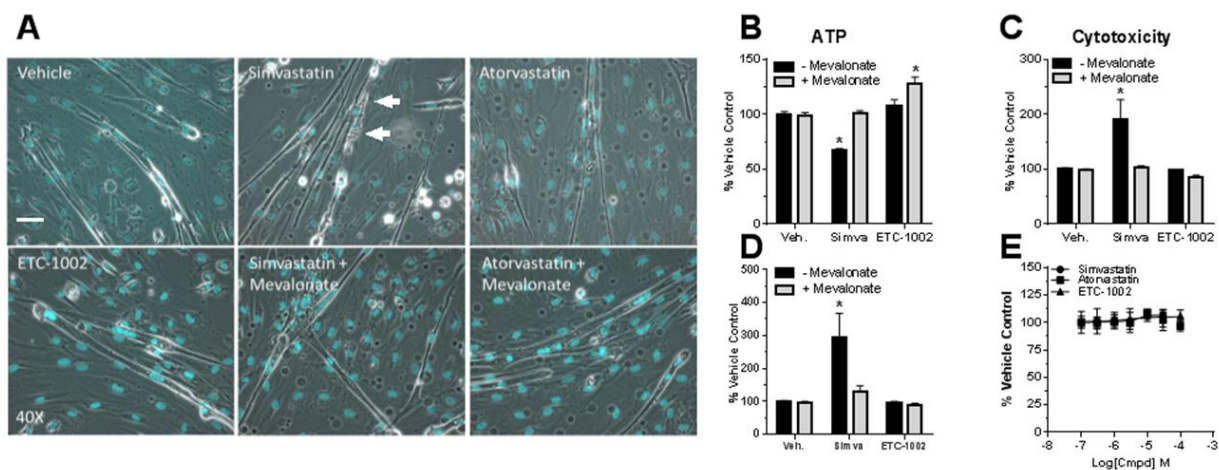 A
Vehicle
Simvastatin
Atorvastatin
ETC-1002
Simvastatin +
Mevalonate
Atorvastatin +
Mevalonate
40X
B
ATP
- Mevalonate
+ Mevalonate
% Vehicle Control
150
100
50
0
*
*
Veh.
Simva
ETC-1002
C
Cytotoxicity
- Mevalonate
+ Mevalonate
% Vehicle Control
300
200
100
0
*
Veh.
Simva
ETC-1002
D
- Mevalonate
+ Mevalonate
% Vehicle Control
500
400
300
200
100
0
*
Veh.
Simva
ETC-1002
E
Simvastatin
Atorvastatin
ETC-1002
% Vehicle Control
150
125
100
75
50
25
0
-8 -7 -6 -5 -4 -3
Log[Cmpd] M